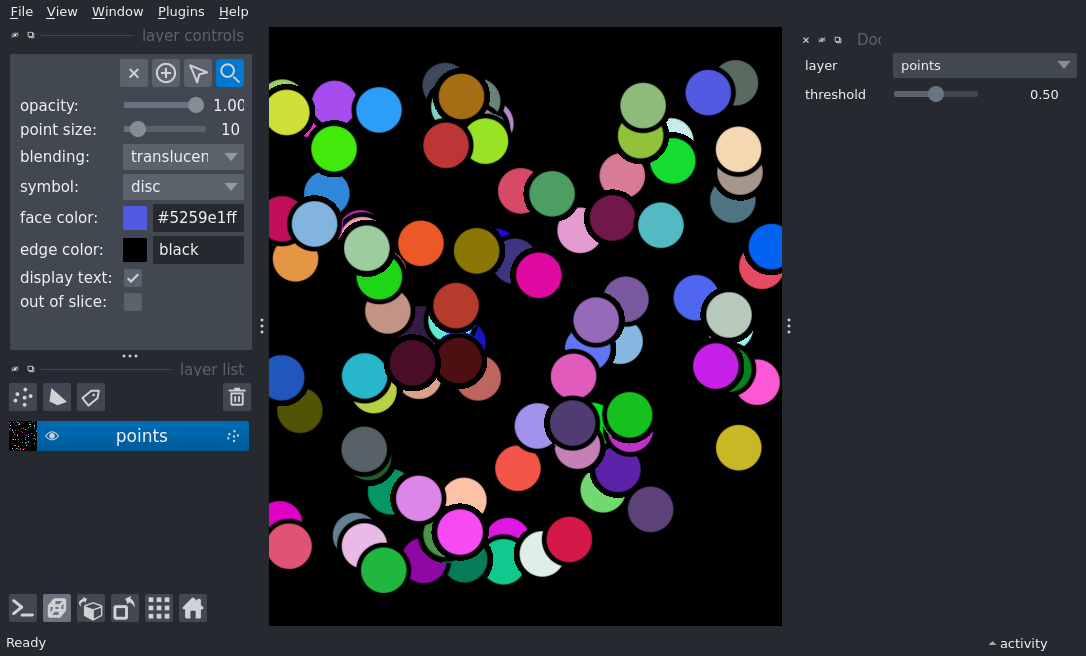 File View Window Plugins Help
layer controls
opacity: 1.00
point size: 10
blending: translucen
symbol: disc
face color: #5259e1ff
edge color: black
display text:
out of slice:
layer list
points
Ready
Doc
layer points
threshold 0.50
activity